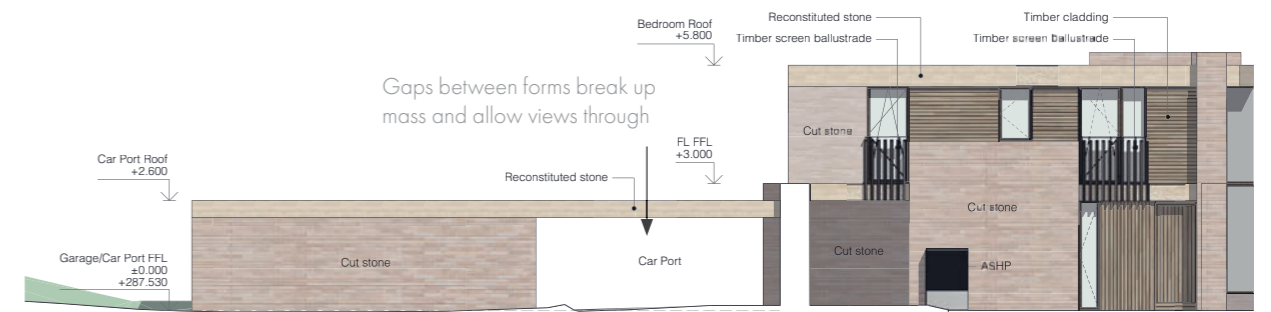 Bedroom Roof
+5.800
Reconstituted stone
Timber screen ballustrade
Timber cladding
Timber screen ballustrade
Gaps between forms break up
mass and allow views through
Cut stone
FL FFL
+3.000
Car Port Roof
+2.600
Reconstituted stone
Cut stone
Garage/Car Port FFL
±0.000
+287.530
Cut stone
Car Port
Cut stone
ASHP